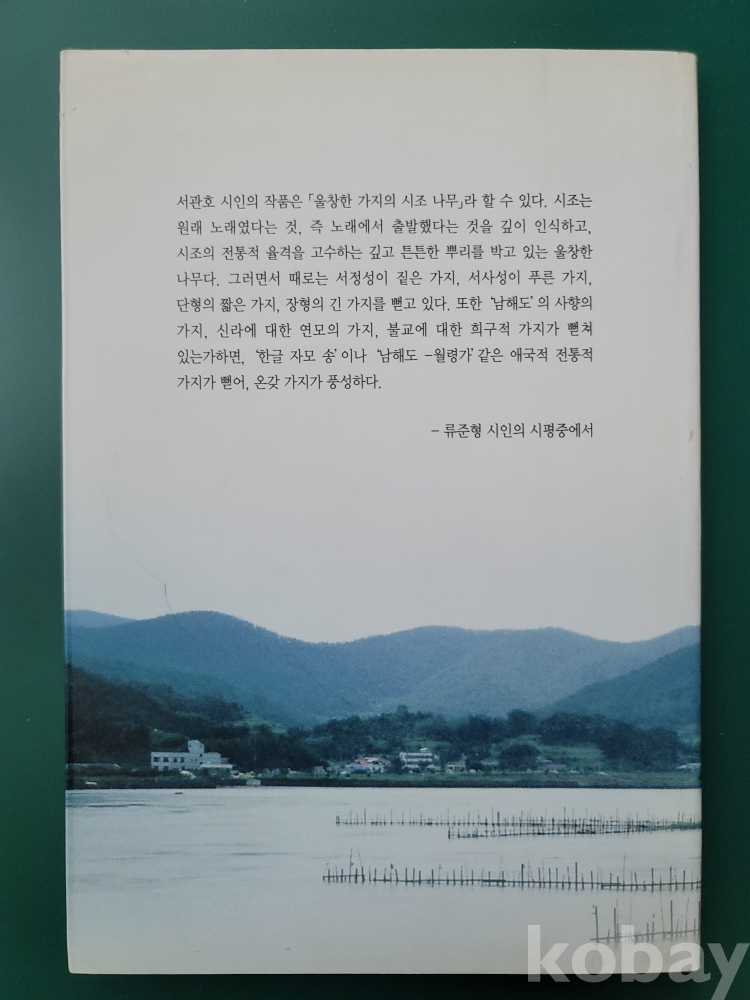 서관호 시인의 작품은 「울창한 가지의 시조 나무」라 할 수 있다. 시조는
원래 노래였다는 것, 즉 노래에서 출발했다는 것을 깊이 인식하고,
시조의 전통적 율격을 고수하는 깊고 튼튼한 뿌리를 박고 있는 울창한
나무다. 그러면서 때로는 서정성이 짙은 가지, 서사성이 푸른 가지,
단형의 짧은 가지, 장형의 긴 가지를 뻗고 있다. 또한 '남해도'의 사향의
가지, 신라에 대한 연모의 가지, 불교에 대한 희구적 가지가 뻗쳐
있는가하면, '한글 자모 송'이나 '남해도 -월령가' 같은 애국적 전통적
가지가 뻗어, 온갖 가지가 풍성하다.
- 류준형 시인의 시평중에서
kobay